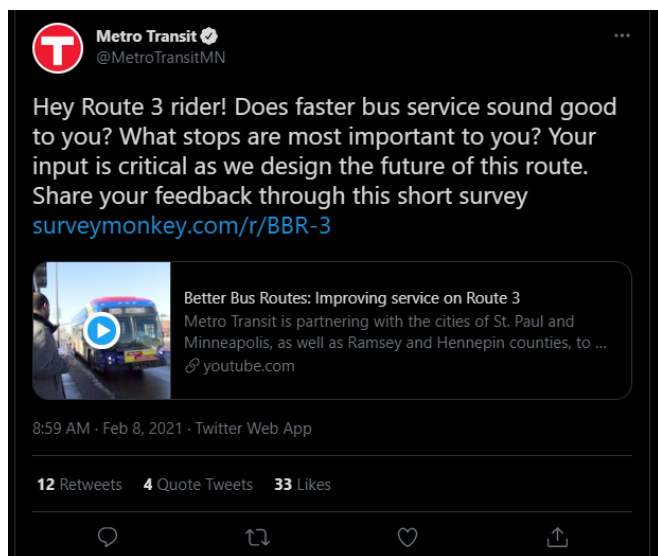 Metro Transit
@MetroTransitMN
Hey Route 3 rider! Does faster bus service sound good
to you? What stops are most important to you? Your
input is critical as we design the future of this route.
Share your feedback through this short survey
surveymonkey.com/r/BBR-3
Better Bus Routes: Improving service on Route 3
Metro Transit is partnering with the cities of St. Paul and
Minneapolis, as well as Ramsey and Hennepin counties, to ...
youtube.com
8:59 AM · Feb 8, 2021 · Twitter Web App
12 Retweets 4 Quote Tweets 33 Likes